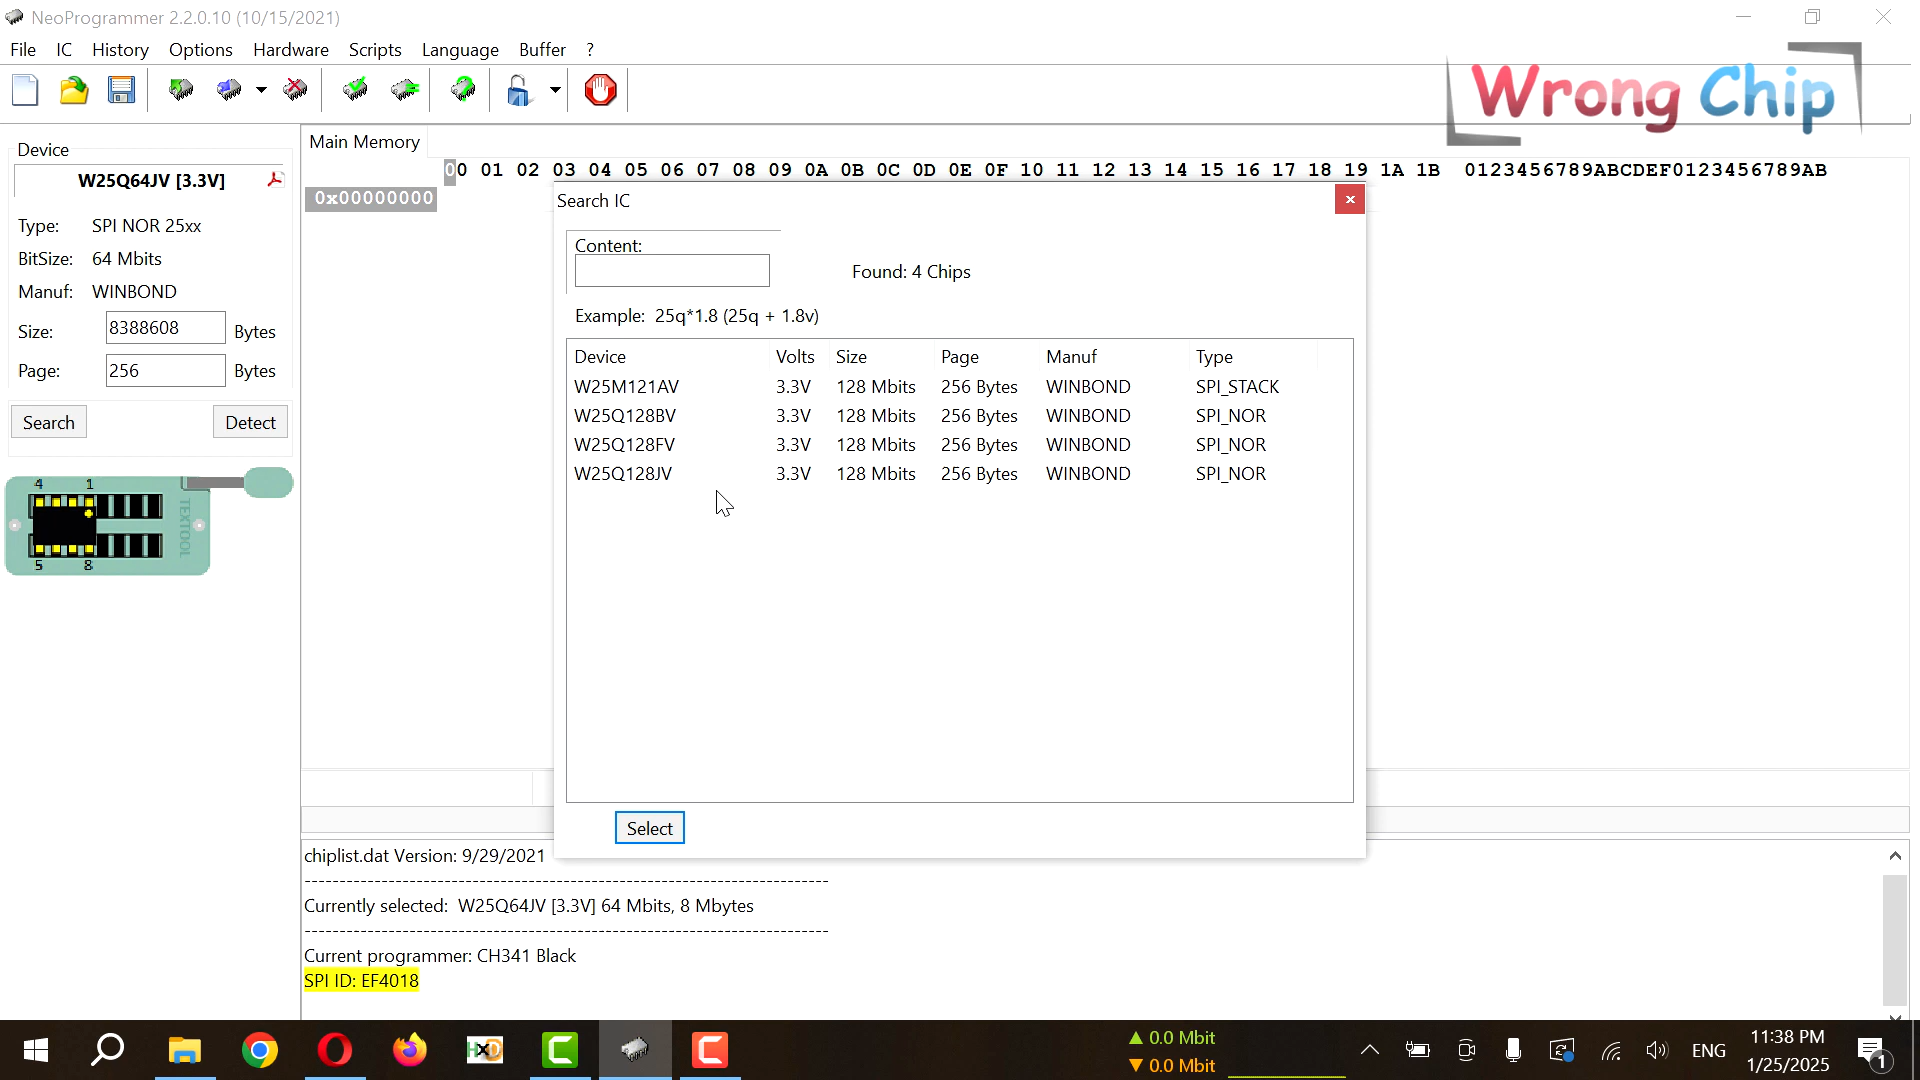 NeoProgrammer 2.2.0.10 (10/15/2021)
File IC History Options Hardware Scripts Language Buffer ?
Wrong Chip
Device
W25Q64JV [3.3V]
Type: SPI NOR 25xx
BitSize: 64 Mbits
Manuf: WINBOND
Size: 8388608 Bytes
Page: 256 Bytes
Search Detect
4 1
TEXTOOL
5 8
Main Memory
00 01 02 03 04 05 06 07 08 09 0A 0B 0C 0D 0E 0F 10 11 12 13 14 15 16 17 18 19 1A 1B 0123456789ABCDEF0123456789AB
0x00000000
Search IC
Content:
Found: 4 Chips
Example: 25q*1.8 (25q + 1.8v)
Device Volts Size Page Manuf Type
W25M121AV 3.3V 128 Mbits 256 Bytes WINBOND SPI_STACK
W25Q128BV 3.3V 128 Mbits 256 Bytes WINBOND SPI_NOR
W25Q128FV 3.3V 128 Mbits 256 Bytes WINBOND SPI_NOR
W25Q128JV 3.3V 128 Mbits 256 Bytes WINBOND SPI_NOR
Select
chiplist.dat Version: 9/29/2021
--------------------------------------------------------------------------
Currently selected: W25Q64JV [3.3V] 64 Mbits, 8 Mbytes
--------------------------------------------------------------------------
Current programmer: CH341 Black
SPI ID: EF4018
HxD
C
C
0.0 Mbit
0.0 Mbit
ENG
11:38 PM
1/25/2025
1